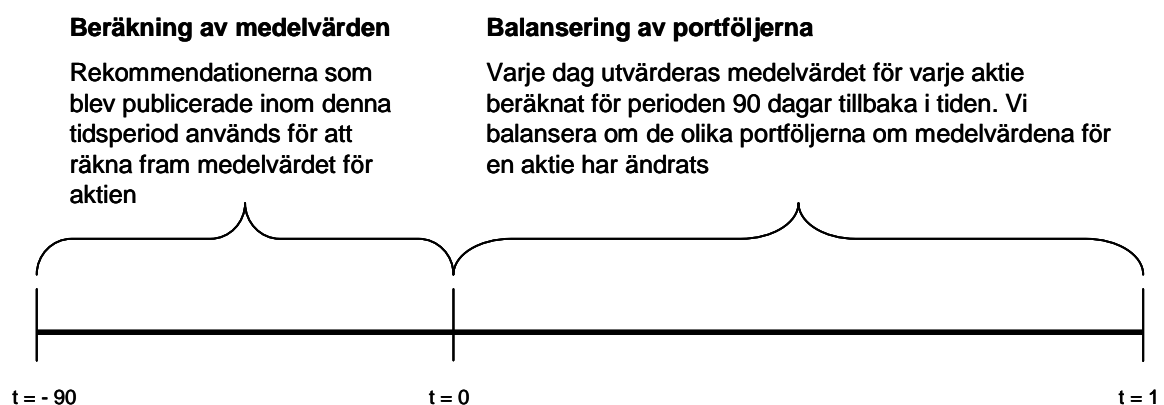 Beräkning av medelvärden
Rekommendationerna som
blev publicerade inom denna
tidsperiod används för att
räkna fram medelvärdet för
aktien
Balansering av portföljerna
Varje dag utvärderas medelvärdet för varje aktie
beräknat för perioden 90 dagar tillbaka i tiden. Vi
balansera om de olika portföljerna om medelvärdena för
en aktie har ändrats
t = - 90
t = 0
t = 1